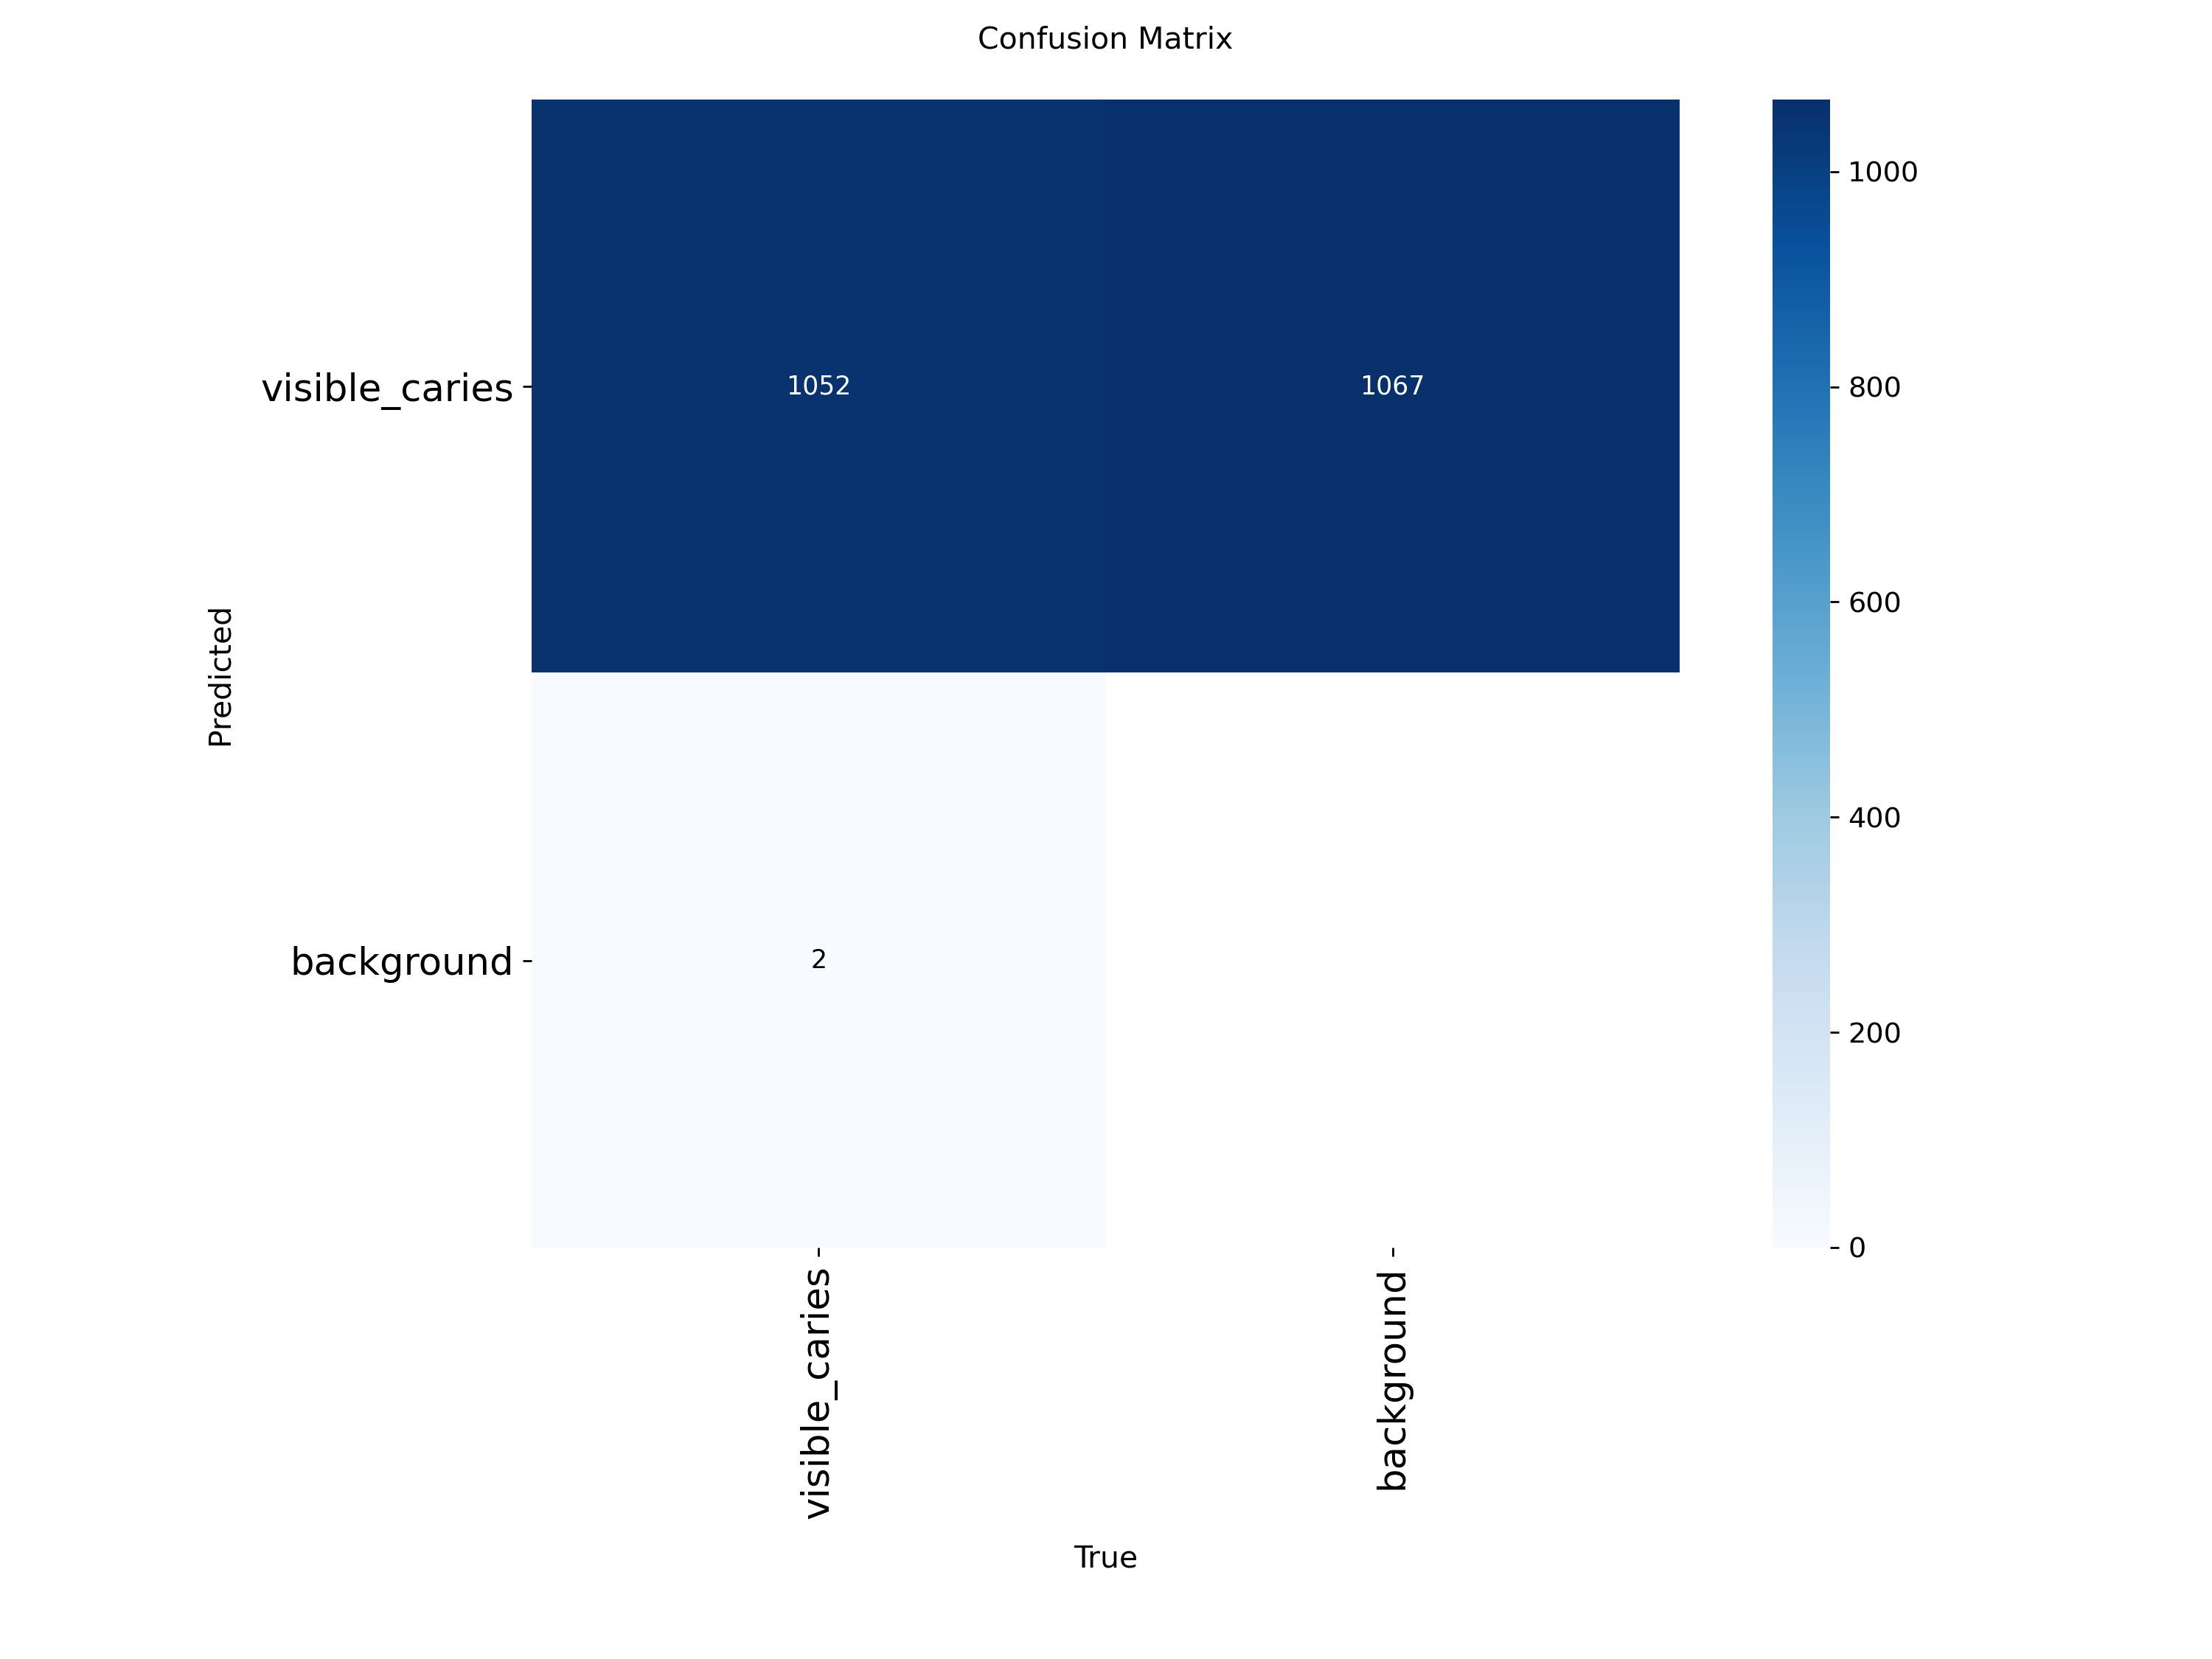 Confusion Matrix
visible_caries
1052
1067
1000
800
600
400
200
0
Predicted
background
2
visible_caries
background
True